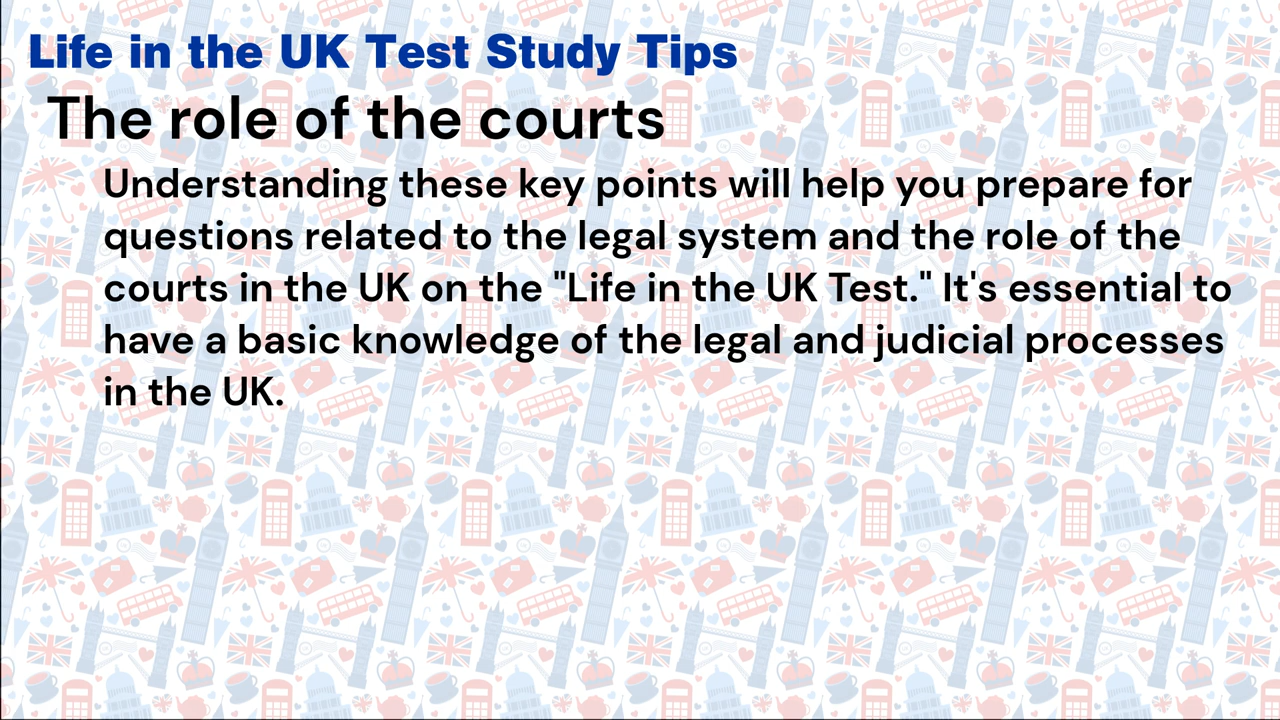 Life in the UK Test Study Tips
The role of the courts
Understanding these key points will help you prepare for
questions related to the legal system and the role of the
courts in the UK on the "Life in the UK Test." It's essential to
have a basic knowledge of the legal and judicial processes
in the UK.